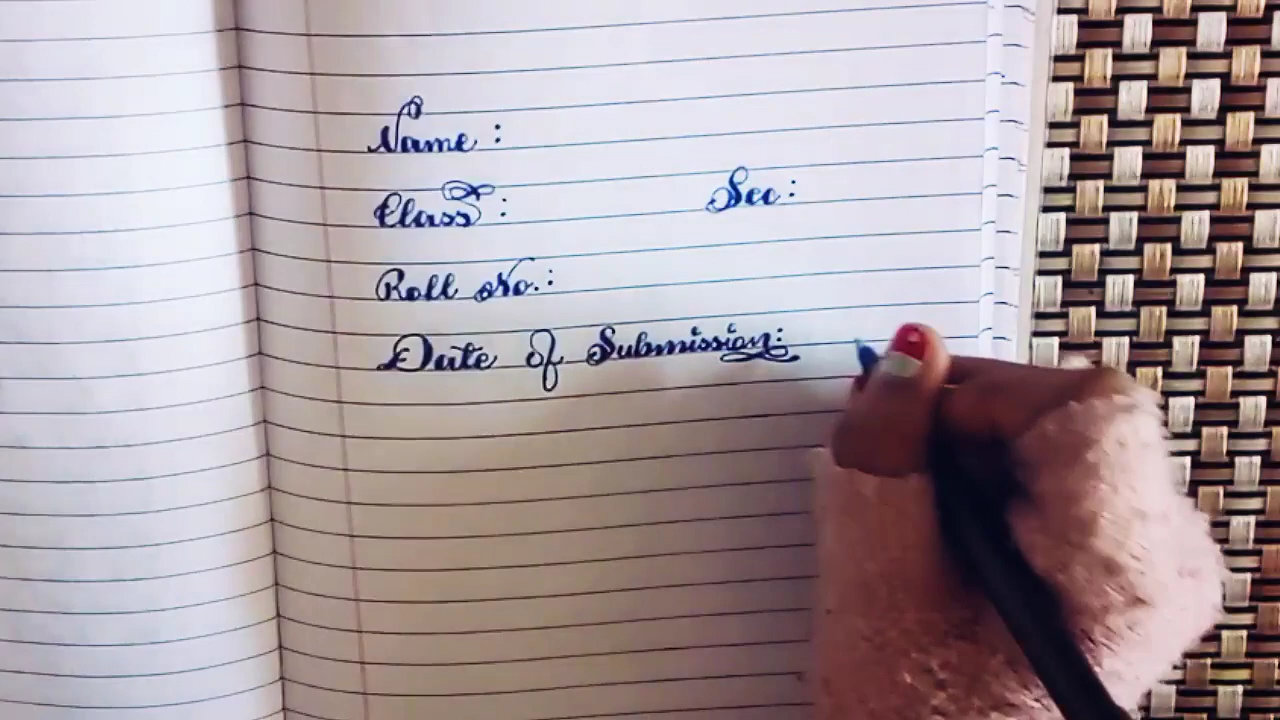 Name :
Class : Sec :
Roll No. :
Date of Submission :